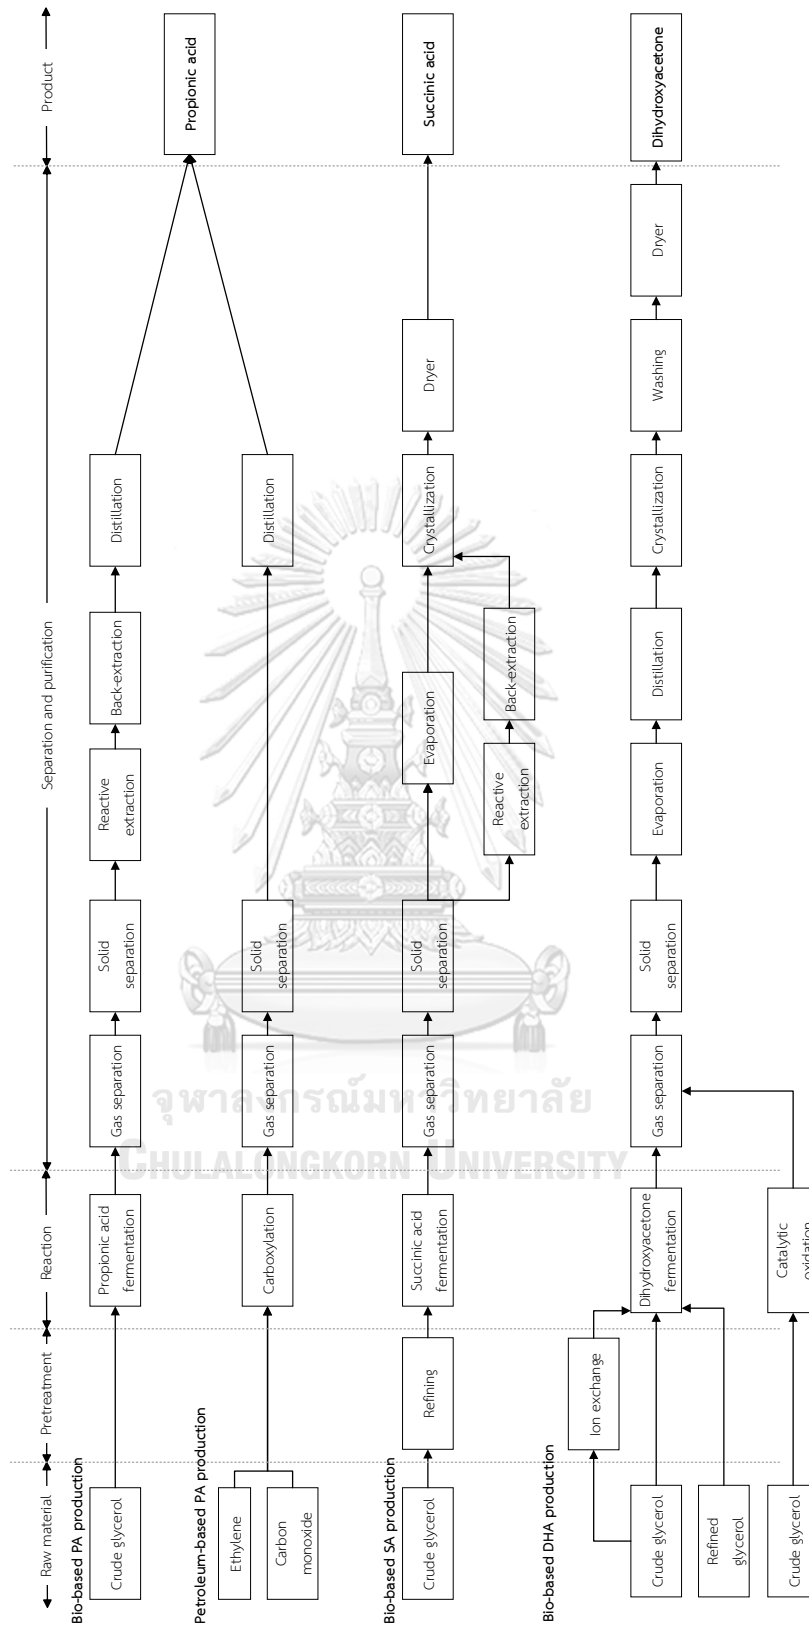 Raw material
Pretreatment
Reaction
Separation and purification
Product
Bio-based PA production
Crude glycerol
Propionic acid
fermentation
Gas separation
Solid
separation
Reactive
extraction
Back-extraction
Distillation
Propionic acid
Petroleum-based PA production
Ethylene
Carbon
monoxide
Carboxylation
Gas separation
Solid
separation
Distillation
Bio-based SA production
Crude glycerol
Refining
Succinic acid
fermentation
Gas separation
Solid
separation
Evaporation
Reactive
extraction
Back-extraction
Crystallization
Dryer
Succinic acid
Bio-based DHA production
Ion exchange
Crude glycerol
Refined
glycerol
Dihydroxyacetone
fermentation
Gas separation
Solid
separation
Evaporation
Distillation
Crystallization
Washing
Dryer
Dihydroxyacetone
Crude glycerol
Catalytic
oxidation
จุฬาลงกรณ์มหาวิทยาลัย
CHULALONGKORN UNIVERSITY